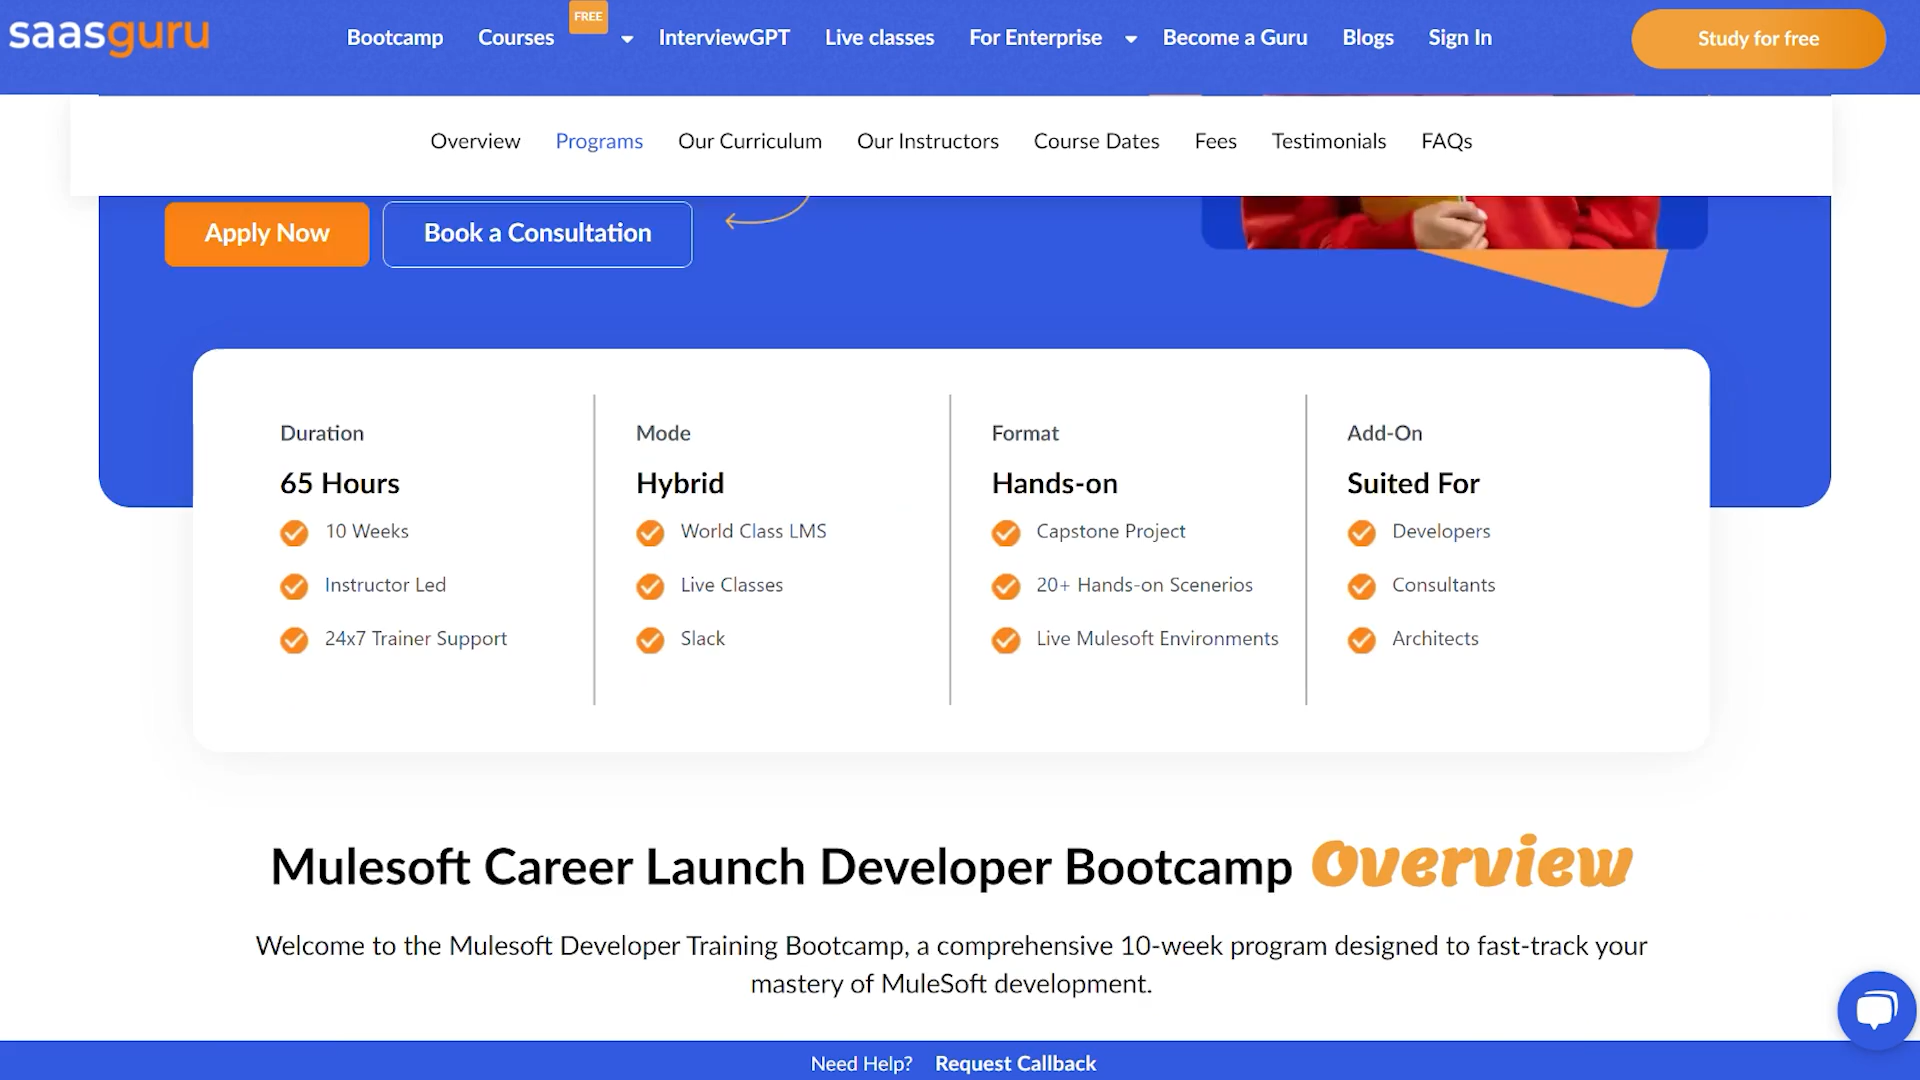 saasguru
Bootcamp Courses FREE InterviewGPT Live classes For Enterprise Become a Guru Blogs Sign In Study for free
Overview Programs Our Curriculum Our Instructors Course Dates Fees Testimonials FAQs
Apply Now Book a Consultation
Duration
65 Hours
10 Weeks
Instructor Led
24x7 Trainer Support
Mode
Hybrid
World Class LMS
Live Classes
Slack
Format
Hands-on
Capstone Project
20+ Hands-on Scenerios
Live Mulesoft Environments
Add-On
Suited For
Developers
Consultants
Architects
Mulesoft Career Launch Developer Bootcamp Overview
Welcome to the Mulesoft Developer Training Bootcamp, a comprehensive 10-week program designed to fast-track your
mastery of MuleSoft development.
Need Help? Request Callback